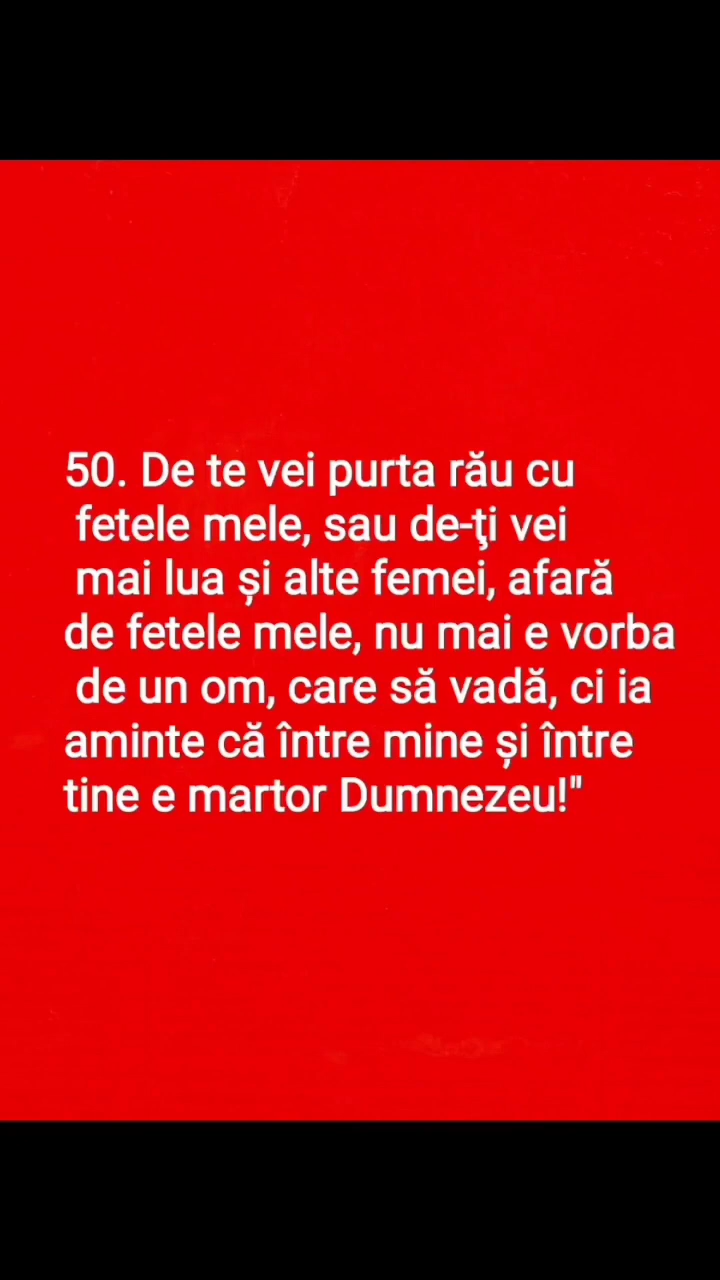 50. De te vei purta rău cu
fetele mele, sau de-ţi vei
mai lua și alte femei, afară
de fetele mele, nu mai e vorba
de un om, care să vadă, ci ia
aminte că între mine și între
tine e martor Dumnezeu!"